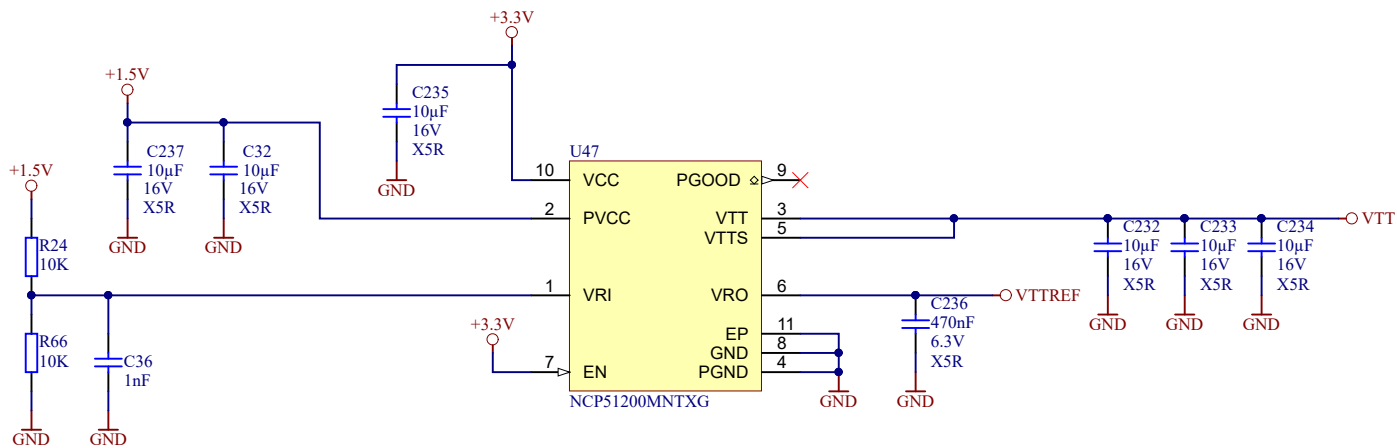 +3.3V
+1.5V
C235
10µF
16V
X5R
GND
C237
10µF
16V
X5R
GND
C32
10µF
16V
X5R
GND
+1.5V
R24
10K
R66
10K
GND
C36
1nF
GND
+3.3V
U47
10 VCC
2 PVCC
1 VRI
7 EN
PGOOD 9
VTT 3
VTTS 5
VRO 6
EP 11
GND 8
PGND 4
NCP51200MNTXG
GND
C236
470nF
6.3V
X5R
GND
VTTREF
C232
10µF
16V
X5R
GND
C233
10µF
16V
X5R
GND
C234
10µF
16V
X5R
GND
VTT